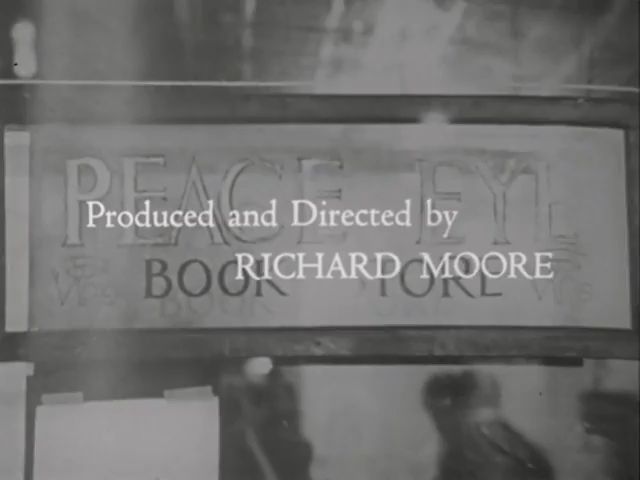 PEACE EYE
Produced and Directed by
BOOK STORE
RICHARD MOORE